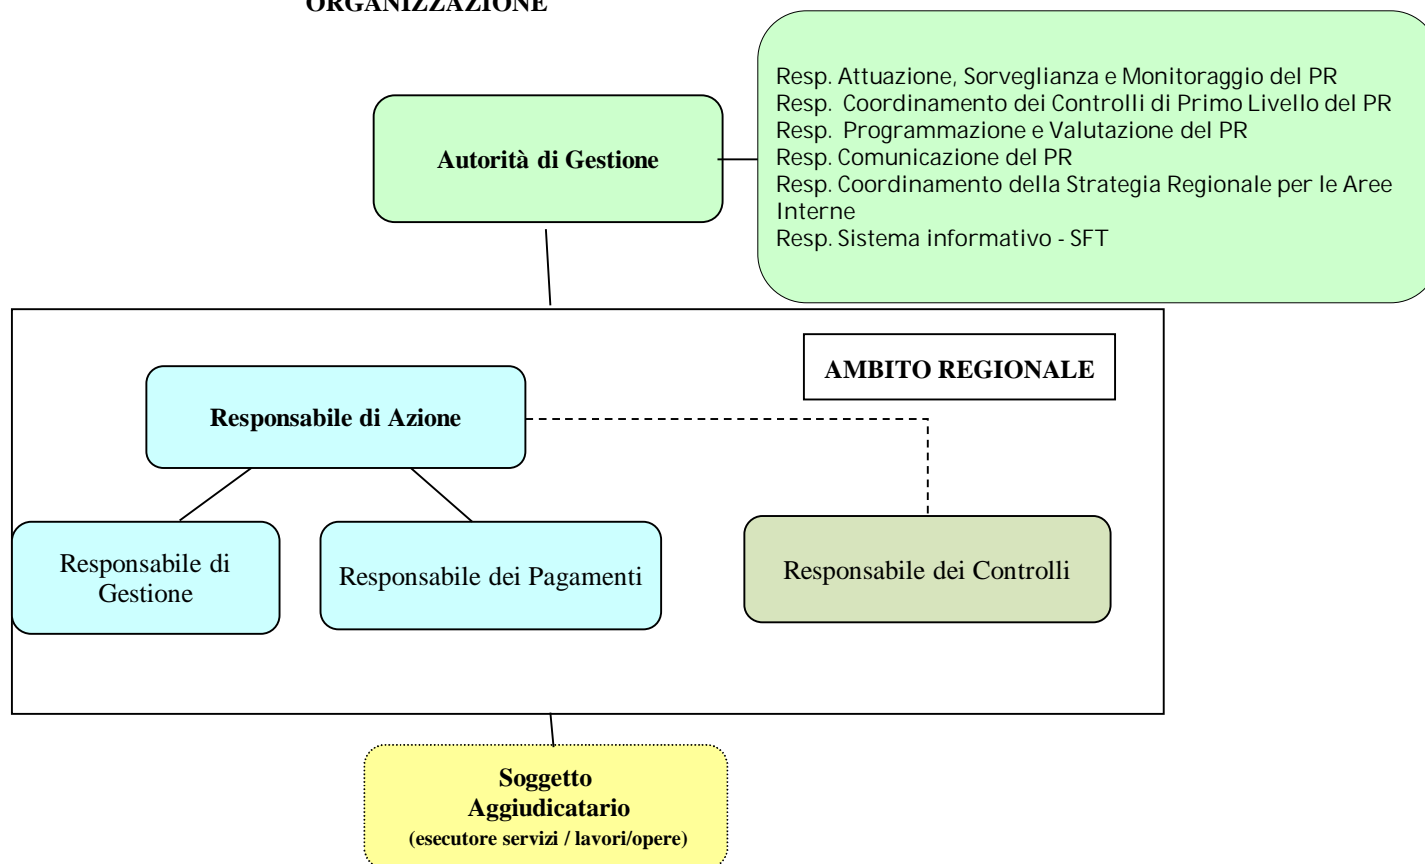 ORGANIZZAZIONE
Resp. Attuazione, Sorveglianza e Monitoraggio del PR
Resp. Coordinamento dei Controlli di Primo Livello del PR
Resp. Programmazione e Valutazione del PR
Resp. Comunicazione del PR
Resp. Coordinamento della Strategia Regionale per le Aree
Interne
Resp. Sistema informativo - SFT
Autorità di Gestione
AMBITO REGIONALE
Responsabile di Azione
Responsabile di
Gestione
Responsabile dei Pagamenti
Responsabile dei Controlli
Soggetto
Aggiudicatario
(esecutore servizi / lavori/opere)